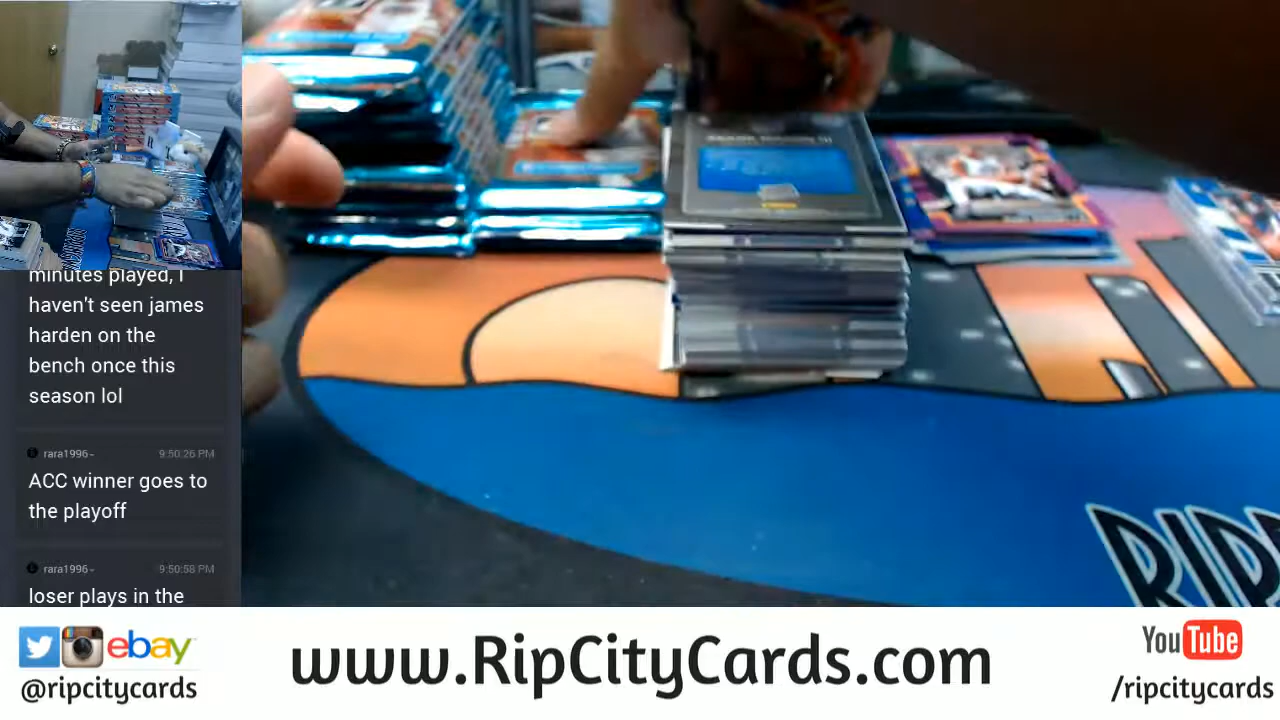 minutes played, I
haven't seen james
harden on the
bench once this
season lol
rara1996 9:50:26 PM
ACC winner goes to
the playoff
rara1996 9:50:58 PM
loser plays in the
RIP
ebay
@ripcitycards
www.RipCityCards.com
YouTube
/ripcitycards